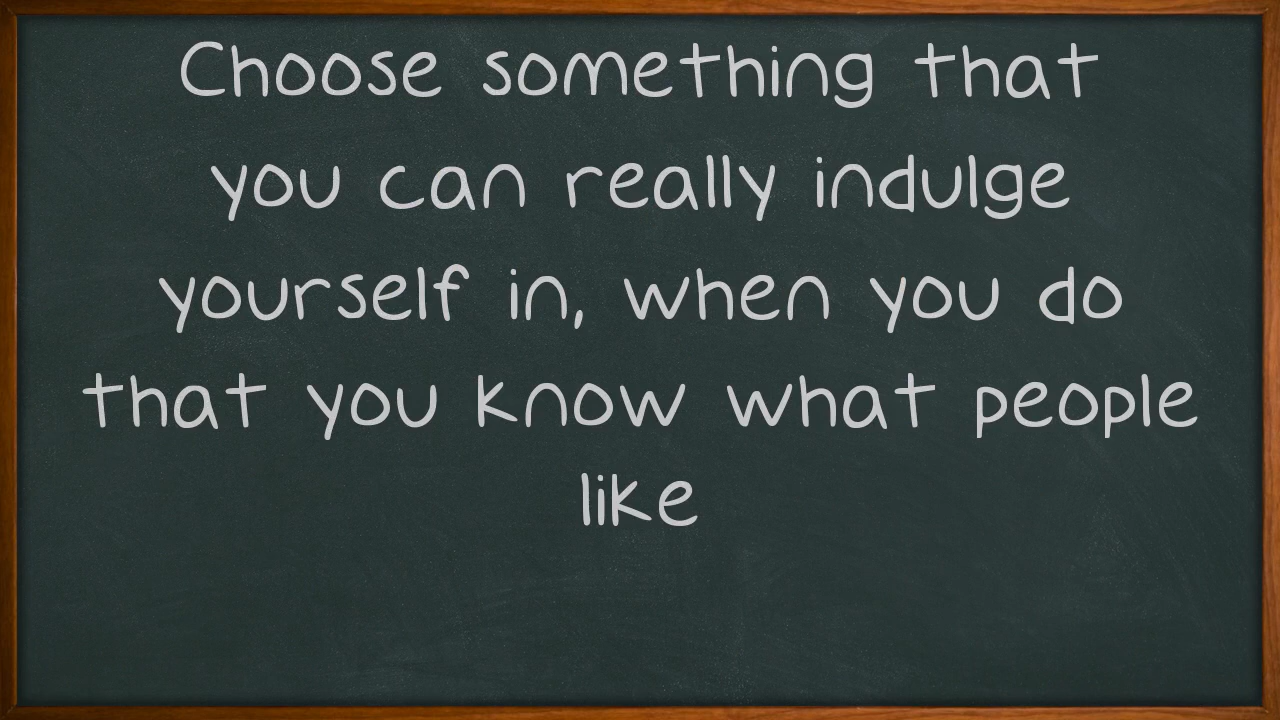 Choose something that
you can really indulge
yourself in, when you do
that you know what people
like